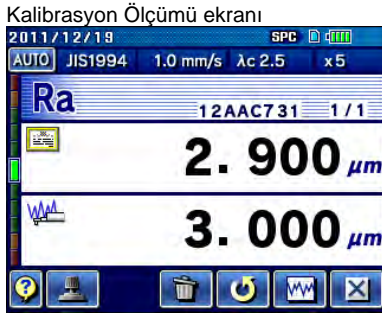 Kalibrasyon Ölçümü ekranı
2011/12/19 SPC
AUTO JIS1994 1.0 mm/s λc 2.5 x5
Ra 12AAC731 1/1
2. 900 μm
3. 000 μm